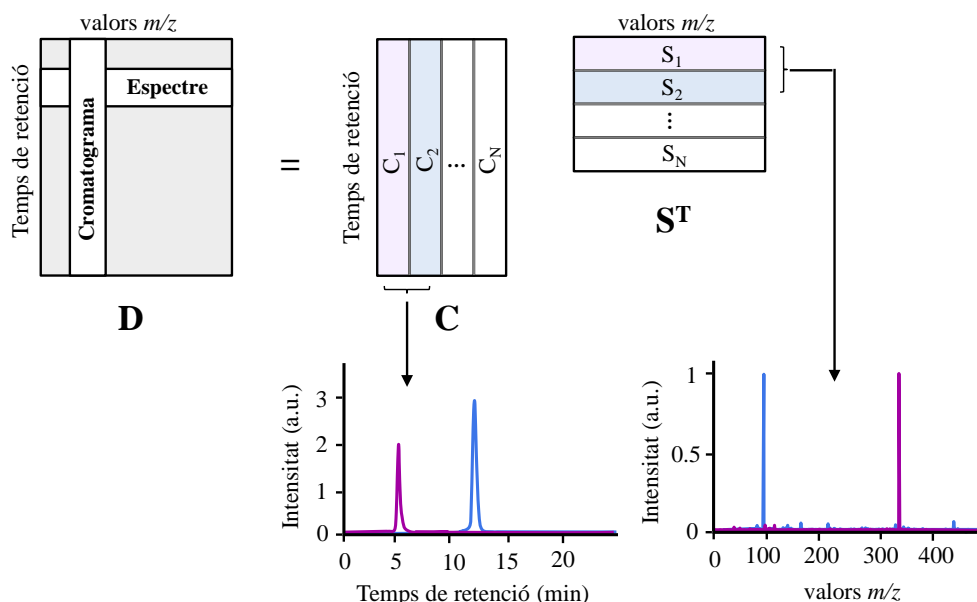 valors m/z
Temps de retenció
Cromatograma
Espectre
D
=
Temps de retenció
C1
C2
...
CN
C
valors m/z
S1
S2
⋮
SN
S^T
Intensitat (a.u.)
3
2
1
0
0 5 10 15 20
Temps de retenció (min)
Intensitat (a.u.)
1
0.5
0
0 100 200 300 400
valors m/z